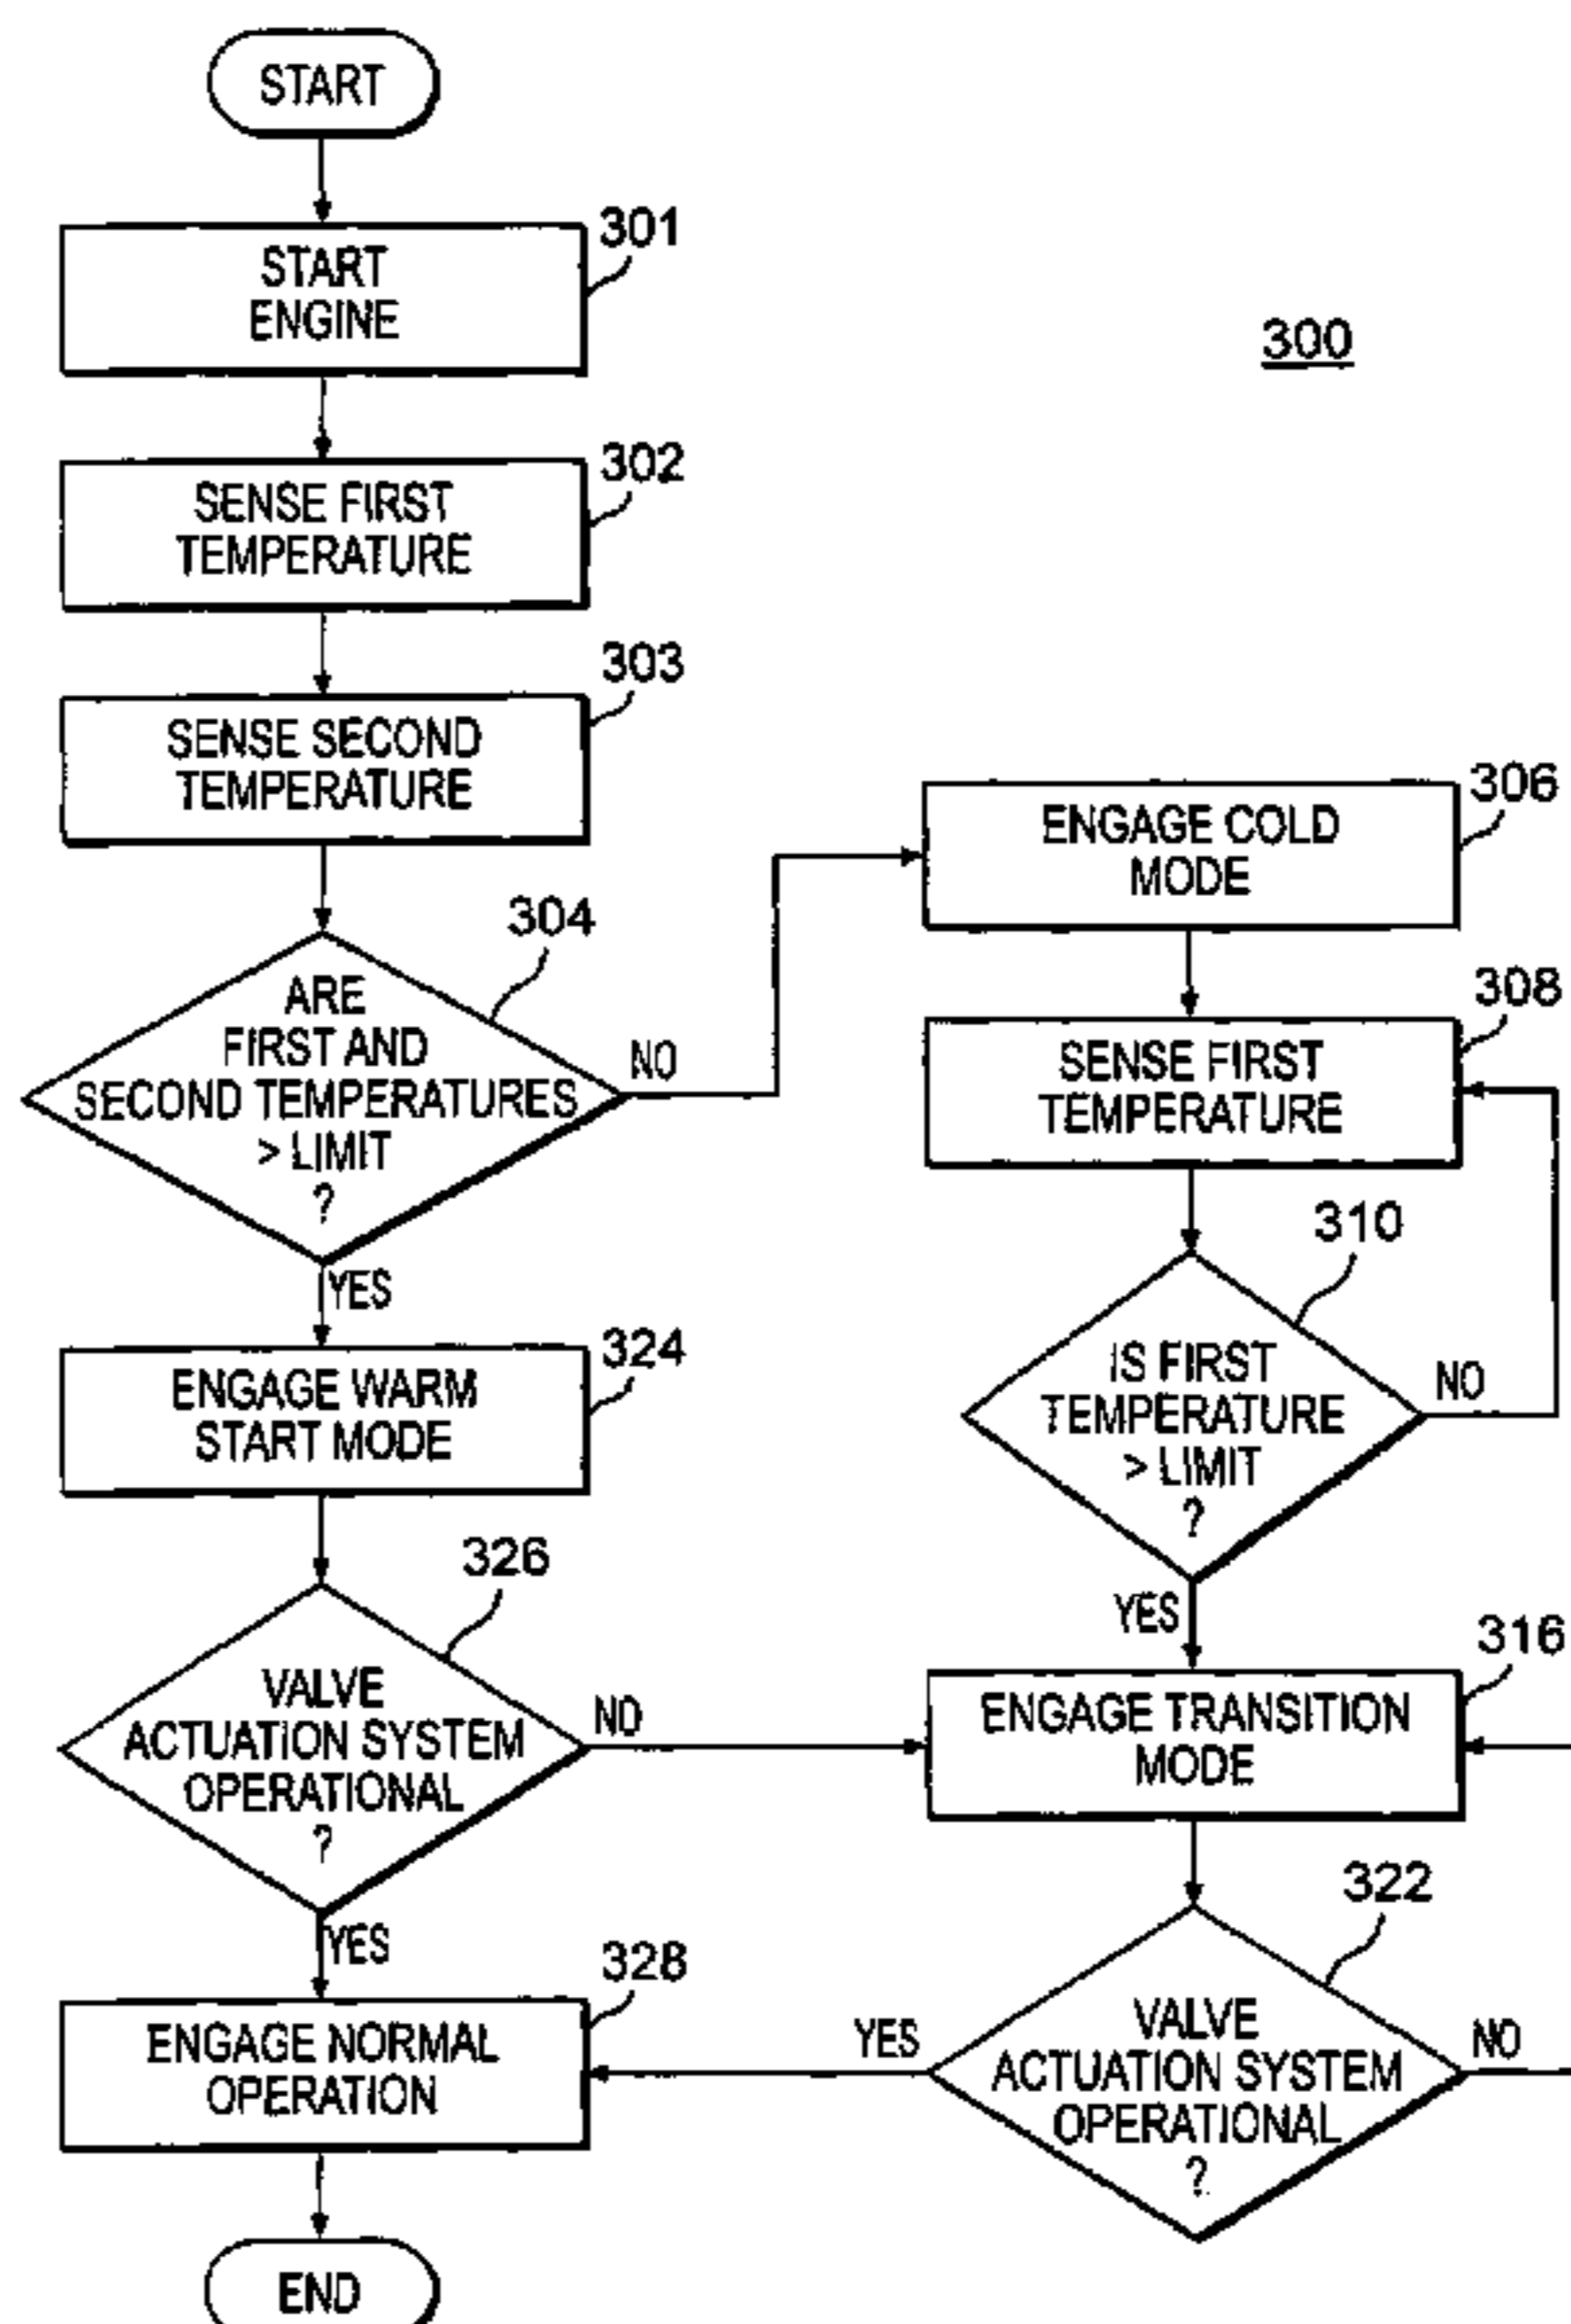 START
301
START
ENGINE
300
302
SENSE FIRST
TEMPERATURE
303
SENSE SECOND
TEMPERATURE
304
ARE
FIRST AND
SECOND TEMPERATURES
> LIMIT
?
NO
YES
306
ENGAGE COLD
MODE
308
SENSE FIRST
TEMPERATURE
310
IS FIRST
TEMPERATURE
> LIMIT
?
NO
YES
324
ENGAGE WARM
START MODE
326
VALVE
ACTUATION SYSTEM
OPERATIONAL
?
NO
YES
316
ENGAGE TRANSITION
MODE
322
VALVE
ACTUATION SYSTEM
OPERATIONAL
?
YES
NO
328
ENGAGE NORMAL
OPERATION
END